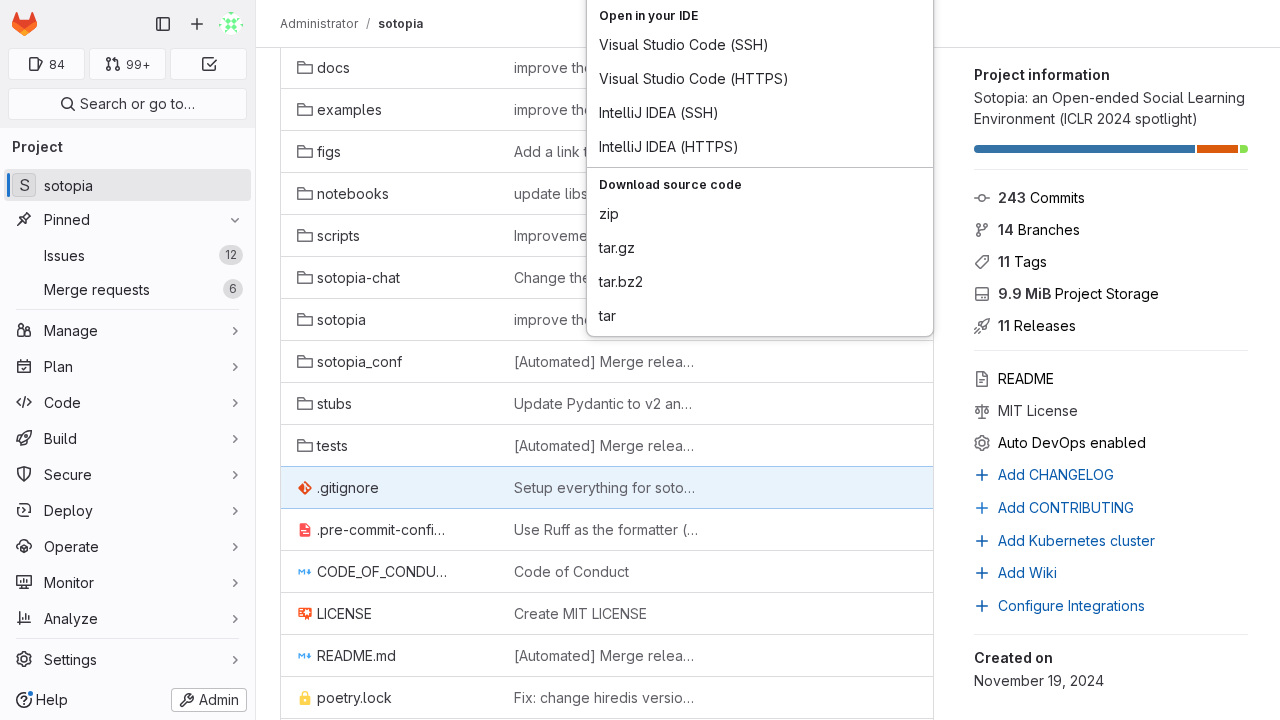 84
99+
Search or go to…
Project
S sotopia
Pinned
Issues 12
Merge requests 6
Manage
Plan
Code
Build
Secure
Deploy
Operate
Monitor
Analyze
Settings
Help
Admin
Administrator / sotopia
docs improve the
examples improve the
figs Add a link t
notebooks update libs
scripts Improveme
sotopia-chat Change the
sotopia improve the
sotopia_conf [Automated] Merge relea…
stubs Update Pydantic to v2 an…
tests [Automated] Merge relea…
.gitignore Setup everything for soto…
.pre-commit-confi… Use Ruff as the formatter (…
CODE_OF_CONDU… Code of Conduct
LICENSE Create MIT LICENSE
README.md [Automated] Merge relea…
poetry.lock Fix: change hiredis versio…
Open in your IDE
Visual Studio Code (SSH)
Visual Studio Code (HTTPS)
IntelliJ IDEA (SSH)
IntelliJ IDEA (HTTPS)
Download source code
zip
tar.gz
tar.bz2
tar
Project information
Sotopia: an Open-ended Social Learning
Environment (ICLR 2024 spotlight)
243 Commits
14 Branches
11 Tags
9.9 MiB Project Storage
11 Releases
README
MIT License
Auto DevOps enabled
Add CHANGELOG
Add CONTRIBUTING
Add Kubernetes cluster
Add Wiki
Configure Integrations
Created on
November 19, 2024